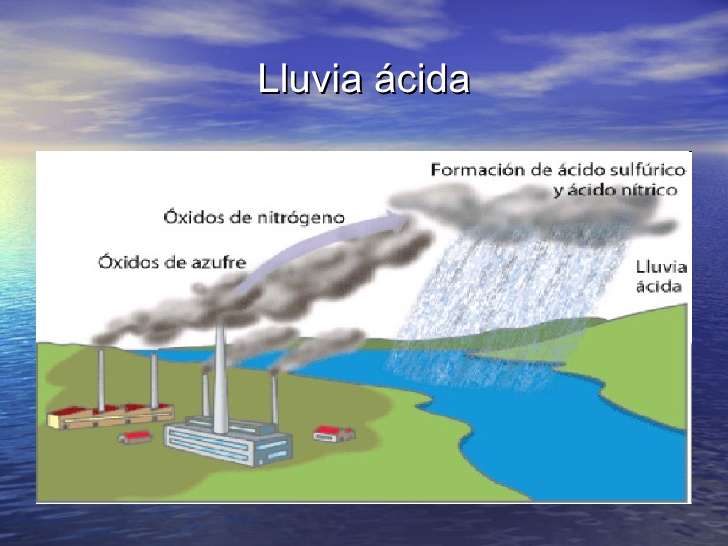 Lluvia ácida
Formación de ácido sulfúrico
y ácido nítrico
Óxidos de nitrógeno
Óxidos de azufre
Lluvia
ácida